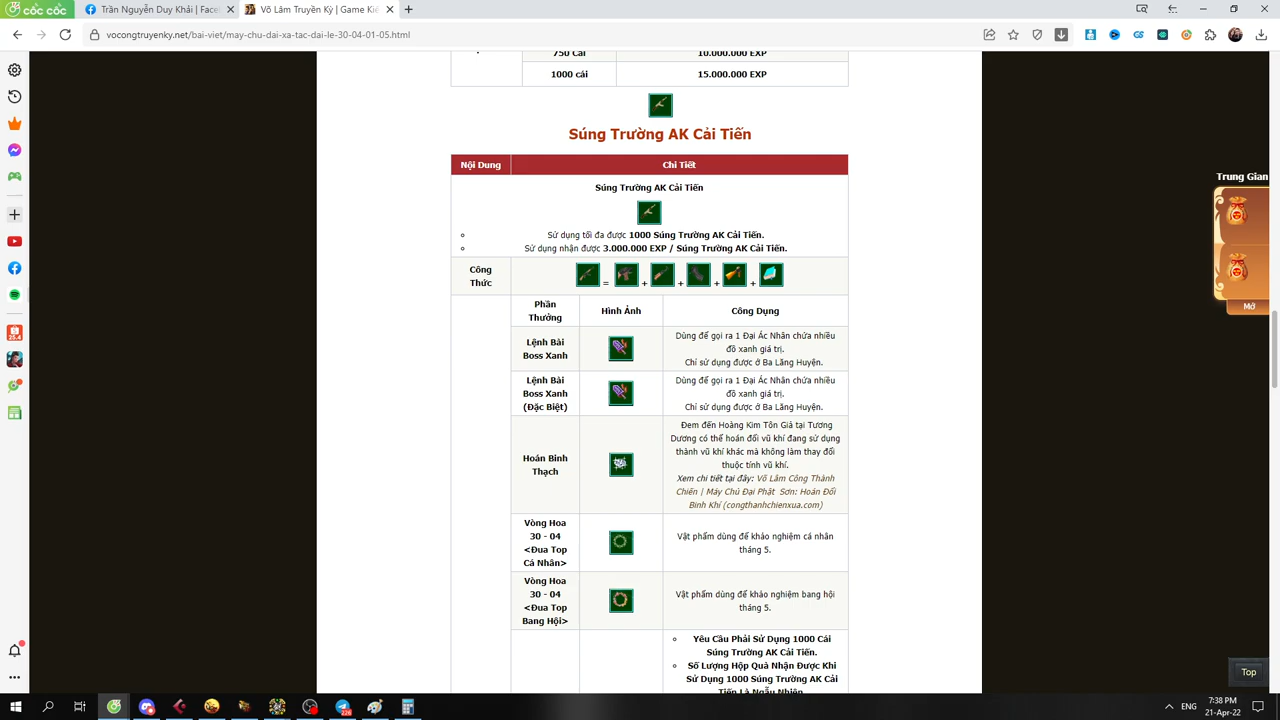 cốc cốc
Trần Nguyễn Duy Khải | Face
Võ Lâm Truyền Kỳ | Game Kiế
vocongtruyenky.net/bai-viet/may-chu-dai-xa-tac-dai-le-30-04-01-05.html
750 Cái
10.000.000 EXP
1000 cái
15.000.000 EXP
Súng Trường AK Cải Tiến
Nội Dung
Chi Tiết
Súng Trường AK Cải Tiến
Sử dụng tối đa được 1000 Súng Trường AK Cải Tiến.
Sử dụng nhận được 3.000.000 EXP / Súng Trường AK Cải Tiến.
Công
Thức
= + + + +
Phần
Thưởng
Hình Ảnh
Công Dụng
Lệnh Bài
Boss Xanh
Dùng để gọi ra 1 Đại Ác Nhân chứa nhiều
đồ xanh giá trị.
Chỉ sử dụng được ở Ba Lăng Huyện.
Lệnh Bài
Boss Xanh
(Đặc Biệt)
Dùng để gọi ra 1 Đại Ác Nhân chứa nhiều
đồ xanh giá trị.
Chỉ sử dụng được ở Ba Lăng Huyện.
Hoán Binh
Thạch
Đem đến Hoàng Kim Tôn Giả tại Tương
Dương có thể hoán đổi vũ khí đang sử dụng
thành vũ khí khác mà không làm thay đổi
thuộc tính vũ khí.
Xem chi tiết tại đây: Võ Lâm Công Thành
Chiến | Máy Chủ Đại Phật Sơn: Hoán Đổi
Binh Khí (congthanhchienxua.com)
Vòng Hoa
30 - 04
<Đua Top
Cá Nhân>
Vật phẩm dùng để khảo nghiệm cá nhân
tháng 5.
Vòng Hoa
30 - 04
<Đua Top
Bang Hội>
Vật phẩm dùng để khảo nghiệm bang hội
tháng 5.
Yêu Cầu Phải Sử Dụng 1000 Cái
Súng Trường AK Cải Tiến.
Số Lượng Hộp Quà Nhận Được Khi
Sử Dụng 1000 Súng Trường AK Cải
Tiến Là Ngẫu Nhiên
Trung Gian
Mở
Top
25.4
226
ENG
7:38 PM
21-Apr-22